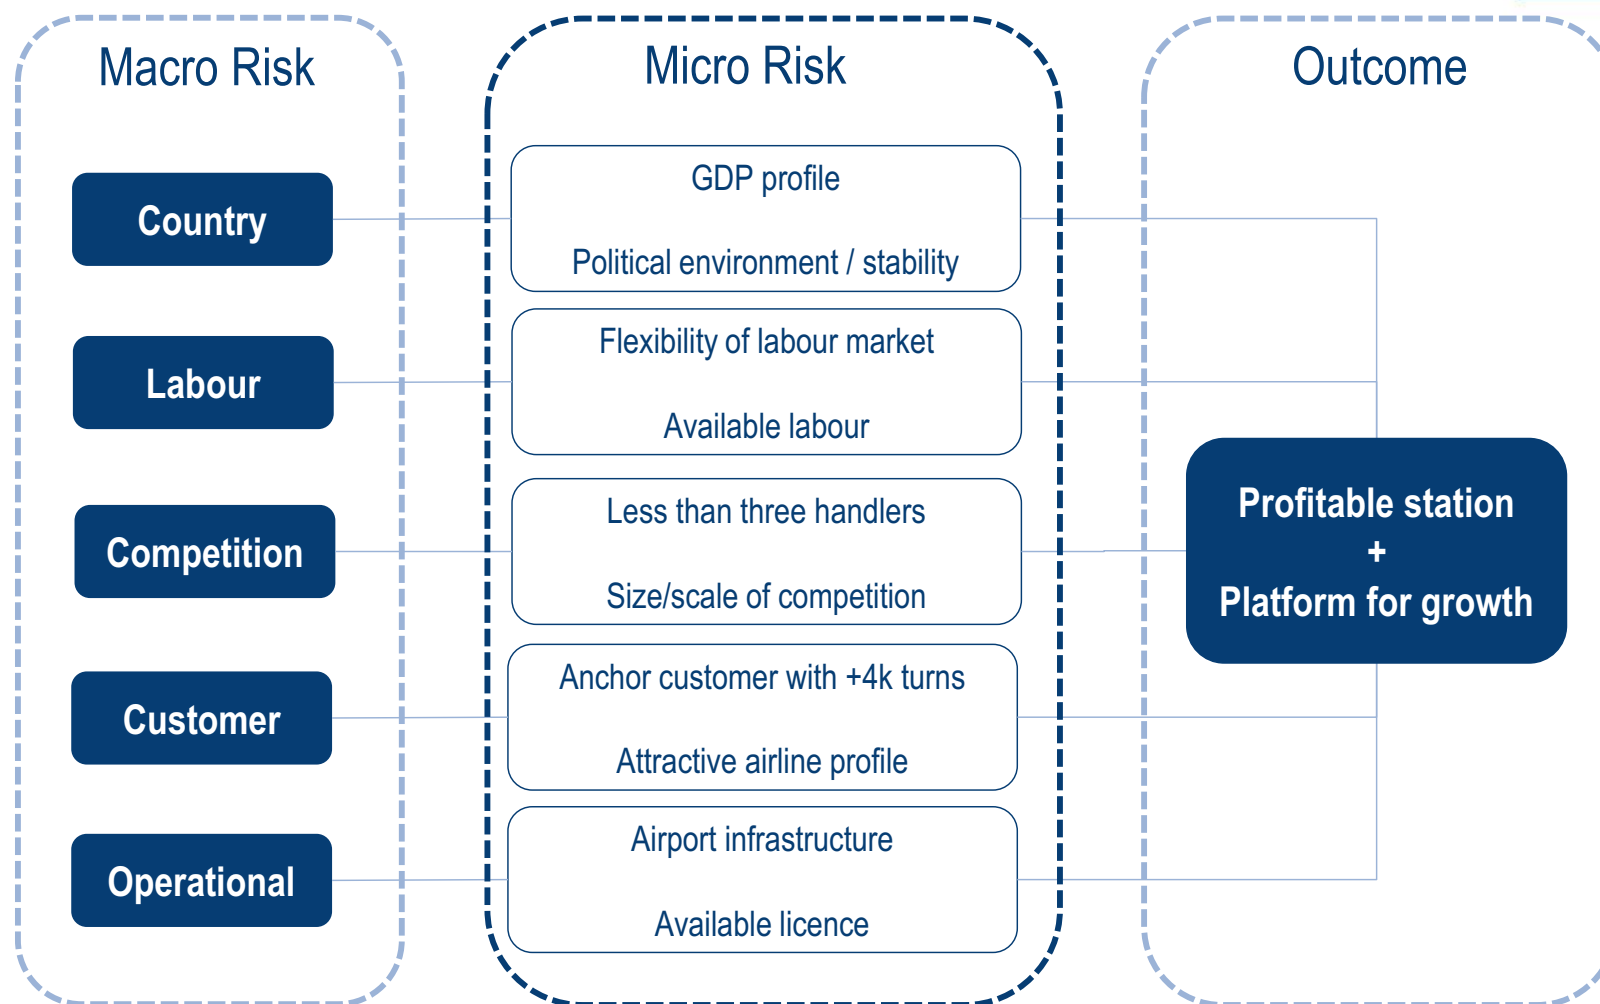 Macro Risk
Micro Risk
Outcome
Country
GDP profile
Political environment / stability
Labour
Flexibility of labour market
Available labour
Competition
Less than three handlers
Size/scale of competition
Profitable station
+
Platform for growth
Customer
Anchor customer with +4k turns
Attractive airline profile
Operational
Airport infrastructure
Available licence